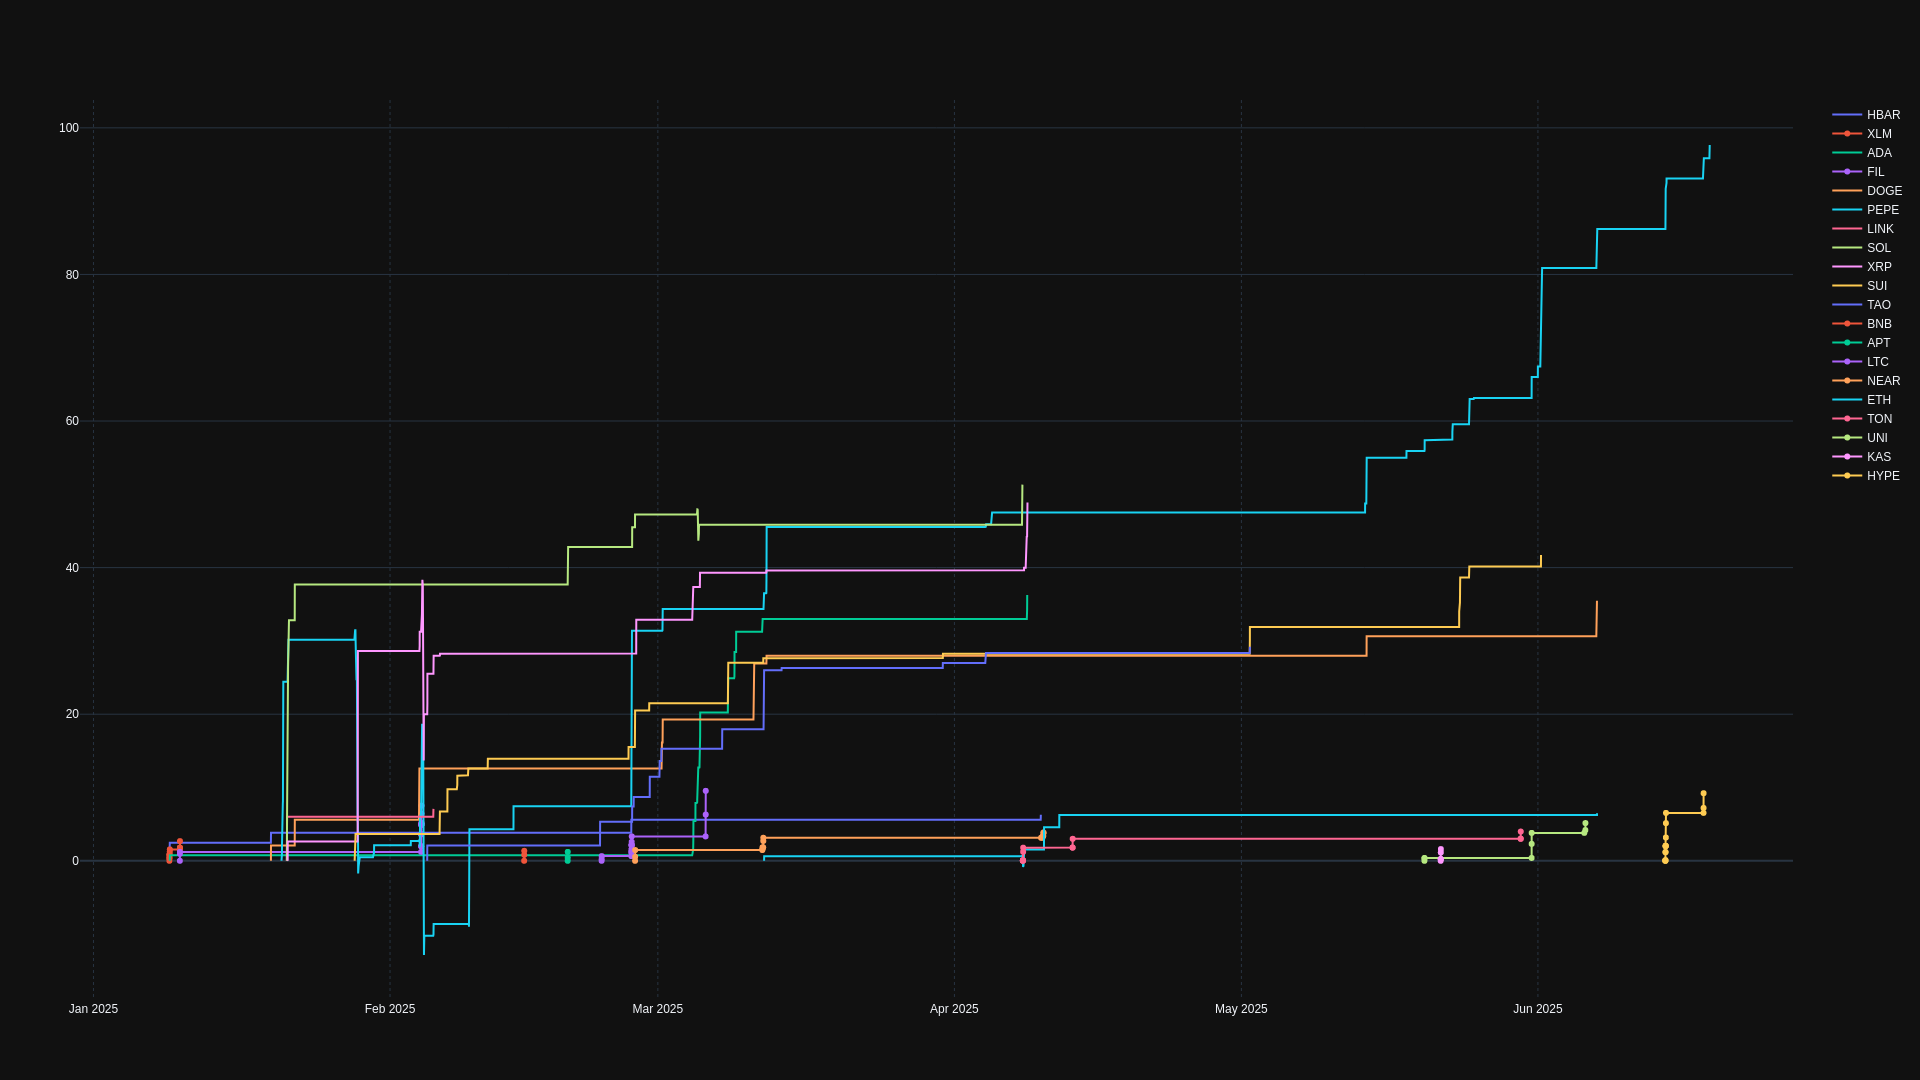 100
80
60
40
20
0
Jan 2025
Feb 2025
Mar 2025
Apr 2025
May 2025
Jun 2025
HBAR
XLM
ADA
FIL
DOGE
PEPE
LINK
SOL
XRP
SUI
TAO
BNB
APT
LTC
NEAR
ETH
TON
UNI
KAS
HYPE